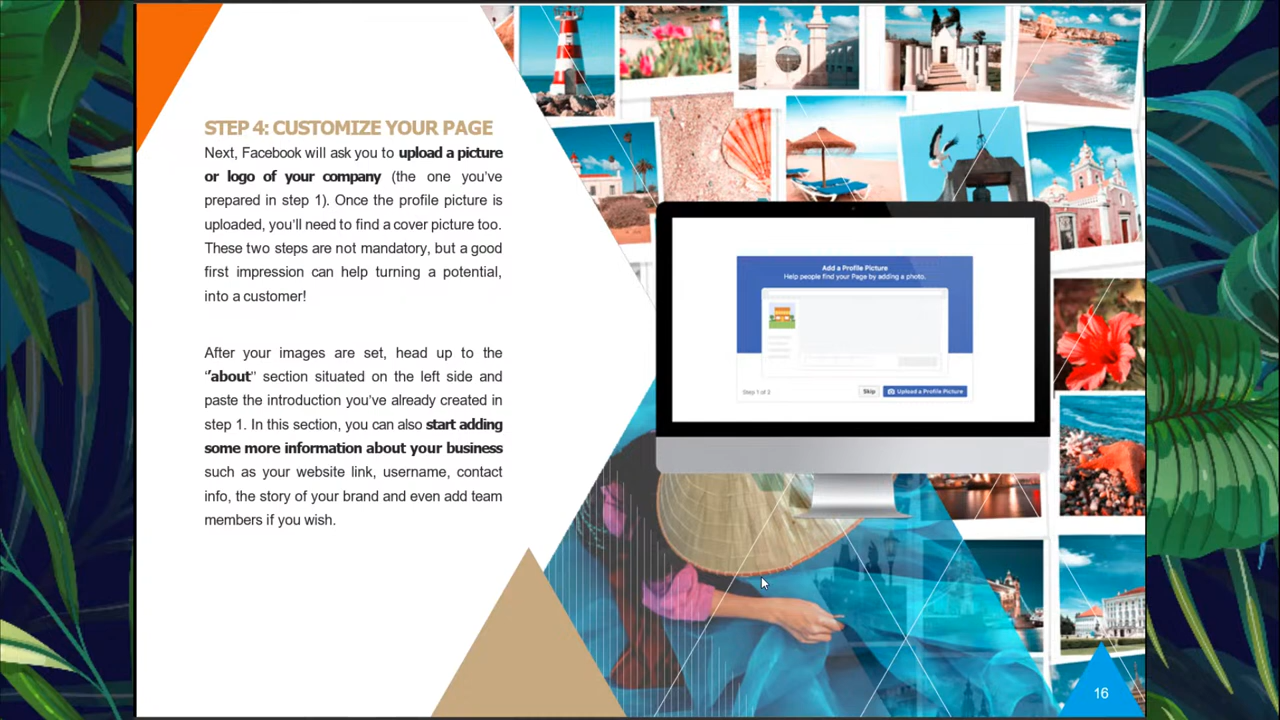 STEP 4: CUSTOMIZE YOUR PAGE
Next, Facebook will ask you to upload a picture
or logo of your company (the one you've
prepared in step 1). Once the profile picture is
uploaded, you'll need to find a cover picture too.
These two steps are not mandatory, but a good
first impression can help turning a potential,
into a customer!
After your images are set, head up to the
"about" section situated on the left side and
paste the introduction you've already created in
step 1. In this section, you can also start adding
some more information about your business
such as your website link, username, contact
info, the story of your brand and even add team
members if you wish.
Add a Profile Picture
Help people find your Page by adding a photo.
Step 1 of 2
Skip
Upload a Profile Picture
16